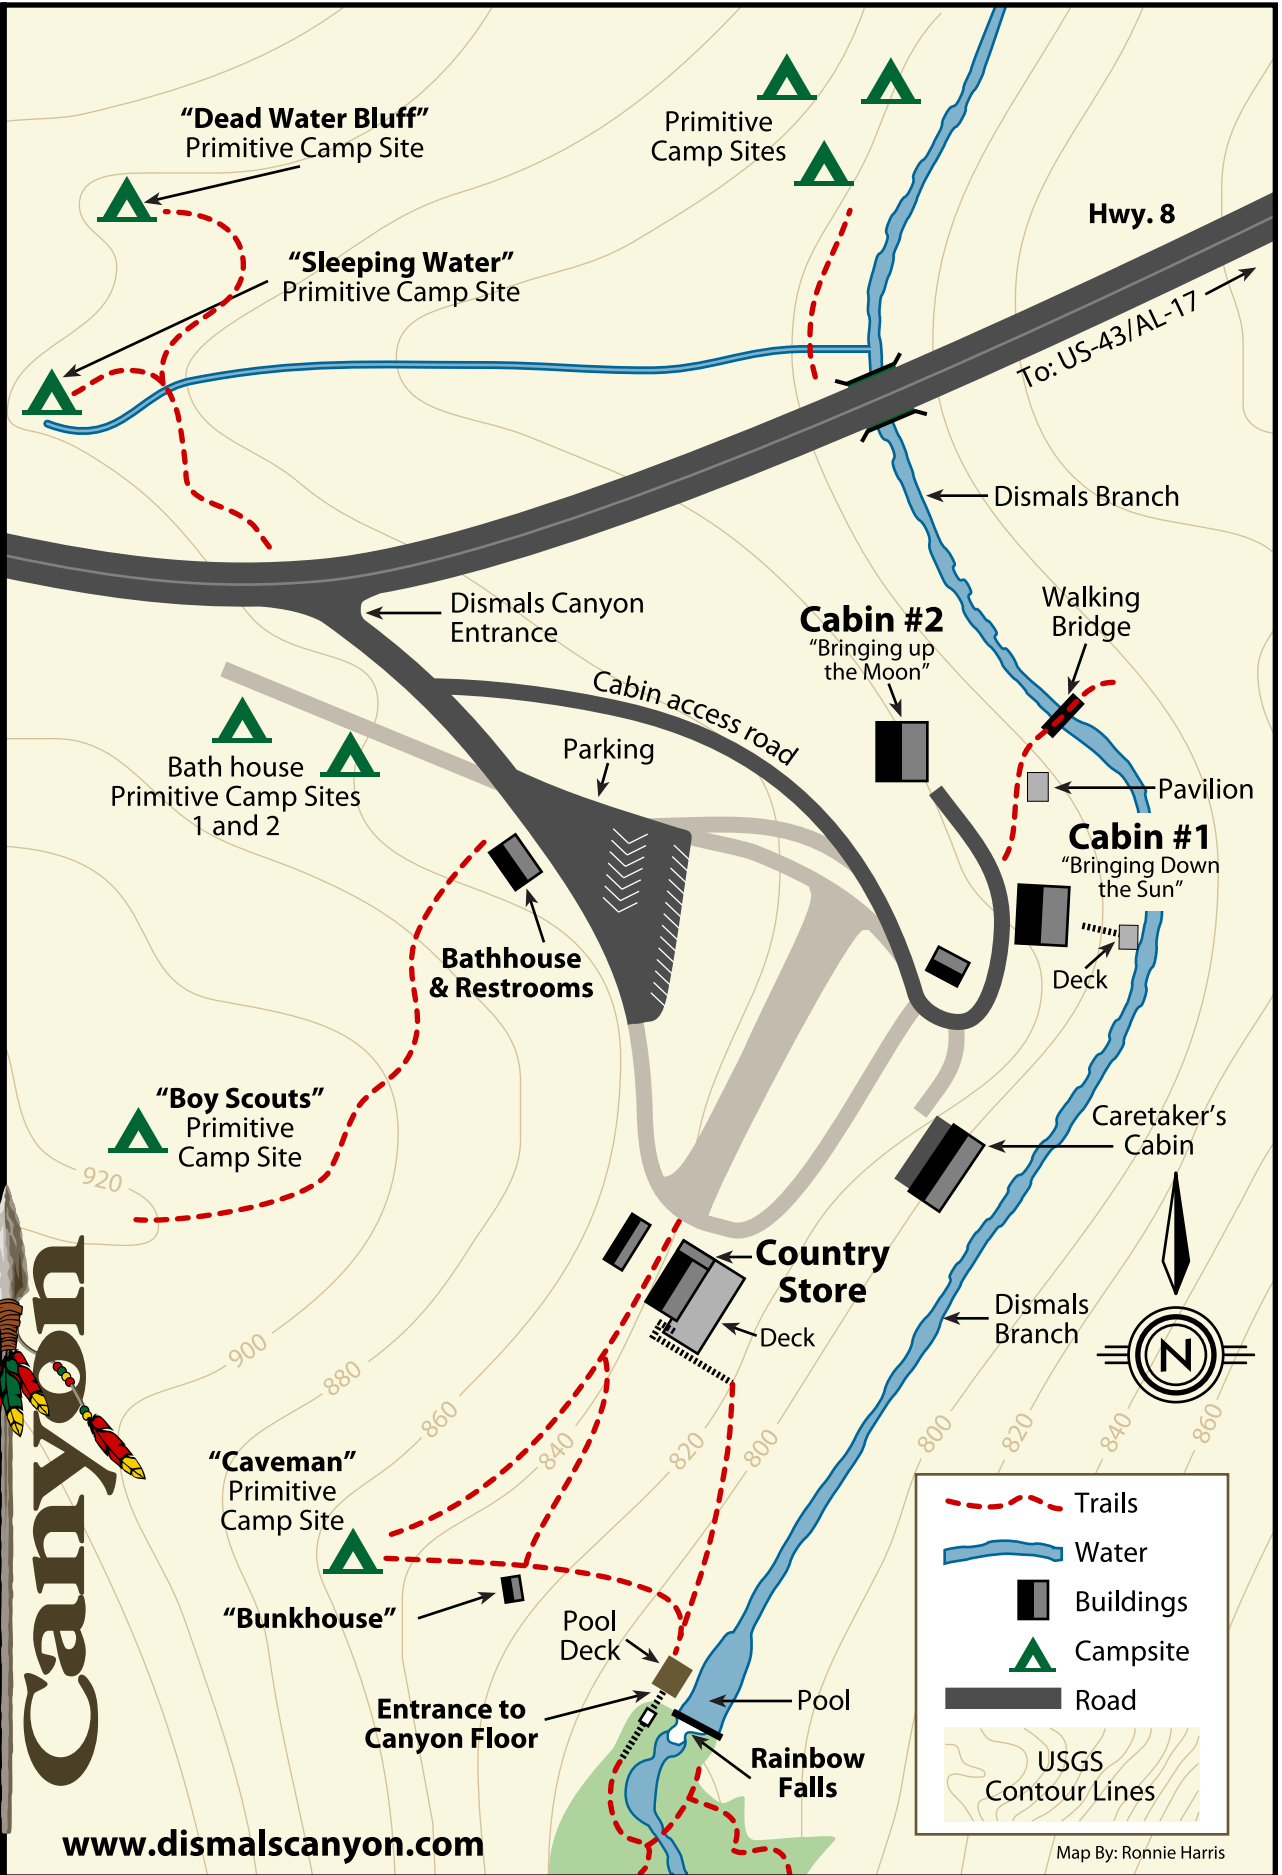 “Dead Water Bluff”
Primitive Camp Site
Primitive
Camp Sites
Hwy. 8
“Sleeping Water”
Primitive Camp Site
To: US-43/AL-17
Dismals Branch
Dismals Canyon
Entrance
Walking
Bridge
Cabin #2
“Bringing up
the Moon”
Cabin access road
Parking
Bath house
Primitive Camp Sites
1 and 2
Pavilion
Cabin #1
“Bringing Down
the Sun”
Bathhouse
& Restrooms
Deck
“Boy Scouts”
Primitive
Camp Site
Caretaker’s
Cabin
920
Country
Store
Deck
Dismals
Branch
N
900
880
860
840
820
800
800
820
840
860
Canyon
“Caveman”
Primitive
Camp Site
“Bunkhouse”
Pool
Deck
Entrance to
Canyon Floor
Pool
Rainbow
Falls
Trails
Water
Buildings
Campsite
Road
USGS
Contour Lines
www.dismalscanyon.com
Map By: Ronnie Harris